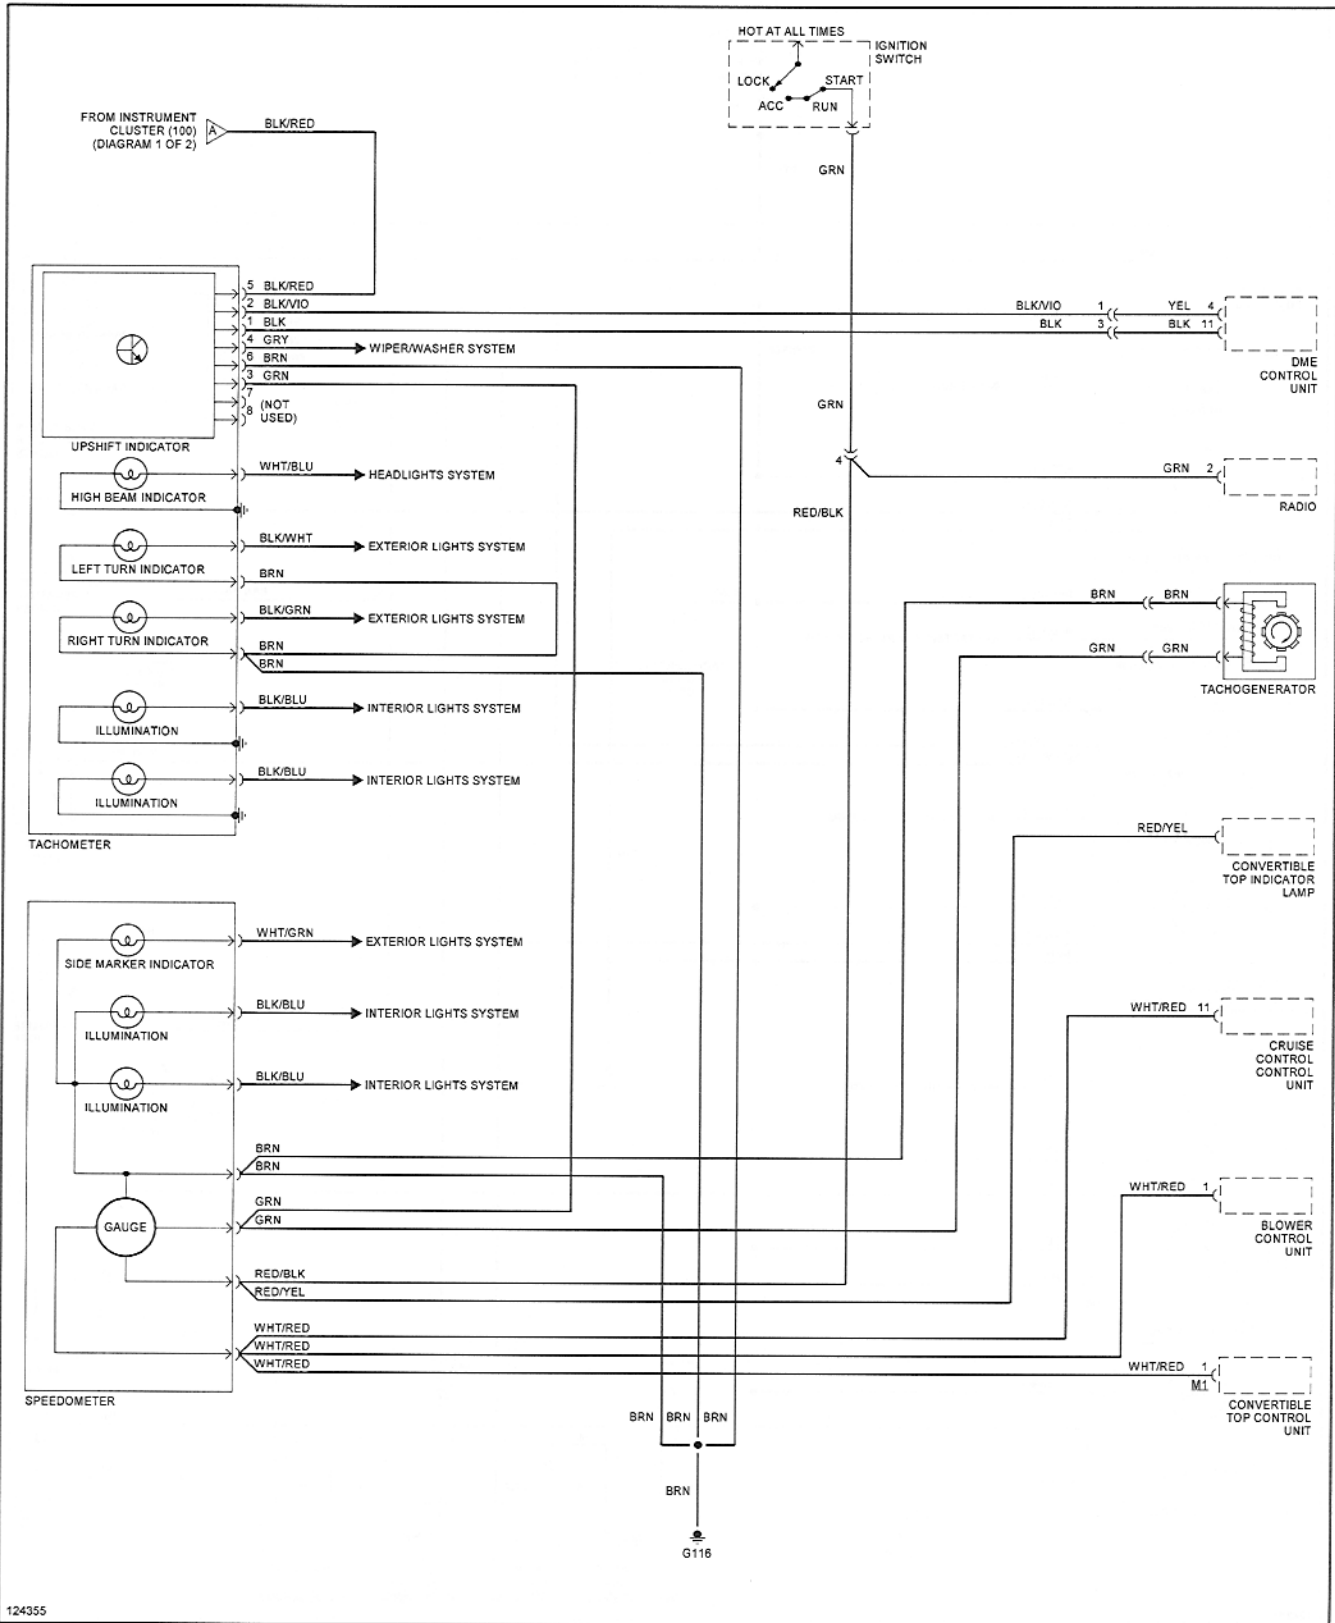 HOT AT ALL TIMES
IGNITION
SWITCH
LOCK
START
ACC
RUN
FROM INSTRUMENT
CLUSTER (100)
(DIAGRAM 1 OF 2)
A
BLK/RED
GRN
5 BLK/RED
2 BLK/VIO
1 BLK
4 GRY
WIPER/WASHER SYSTEM
6 BRN
3 GRN
7
8
(NOT
USED)
UPSHIFT INDICATOR
BLK/VIO 1 YEL 4
BLK 3 BLK 11
DME
CONTROL
UNIT
GRN
4
GRN 2
RADIO
RED/BLK
WHT/BLU
HEADLIGHTS SYSTEM
HIGH BEAM INDICATOR
BLK/WHT
EXTERIOR LIGHTS SYSTEM
LEFT TURN INDICATOR
BRN
BLK/GRN
EXTERIOR LIGHTS SYSTEM
RIGHT TURN INDICATOR
BRN
BRN
BLK/BLU
INTERIOR LIGHTS SYSTEM
ILLUMINATION
BLK/BLU
INTERIOR LIGHTS SYSTEM
ILLUMINATION
TACHOMETER
BRN BRN
GRN GRN
TACHOGENERATOR
RED/YEL
CONVERTIBLE
TOP INDICATOR
LAMP
WHT/GRN
EXTERIOR LIGHTS SYSTEM
SIDE MARKER INDICATOR
BLK/BLU
INTERIOR LIGHTS SYSTEM
ILLUMINATION
BLK/BLU
INTERIOR LIGHTS SYSTEM
ILLUMINATION
WHT/RED 11
CRUISE
CONTROL
CONTROL
UNIT
BRN
BRN
GRN
GRN
GAUGE
RED/BLK
RED/YEL
WHT/RED
WHT/RED
WHT/RED
SPEEDOMETER
WHT/RED 1
BLOWER
CONTROL
UNIT
WHT/RED 1
M1
CONVERTIBLE
TOP CONTROL
UNIT
BRN BRN BRN
BRN
G116
124355